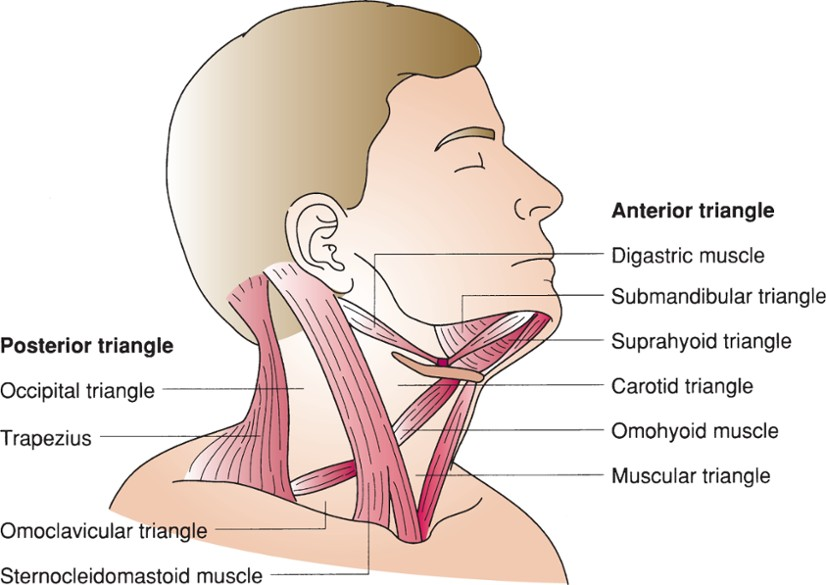 Anterior triangle
Digastric muscle
Submandibular triangle
Suprahyoid triangle
Carotid triangle
Omohyoid muscle
Muscular triangle
Posterior triangle
Occipital triangle
Trapezius
Omoclavicular triangle
Sternocleidomastoid muscle